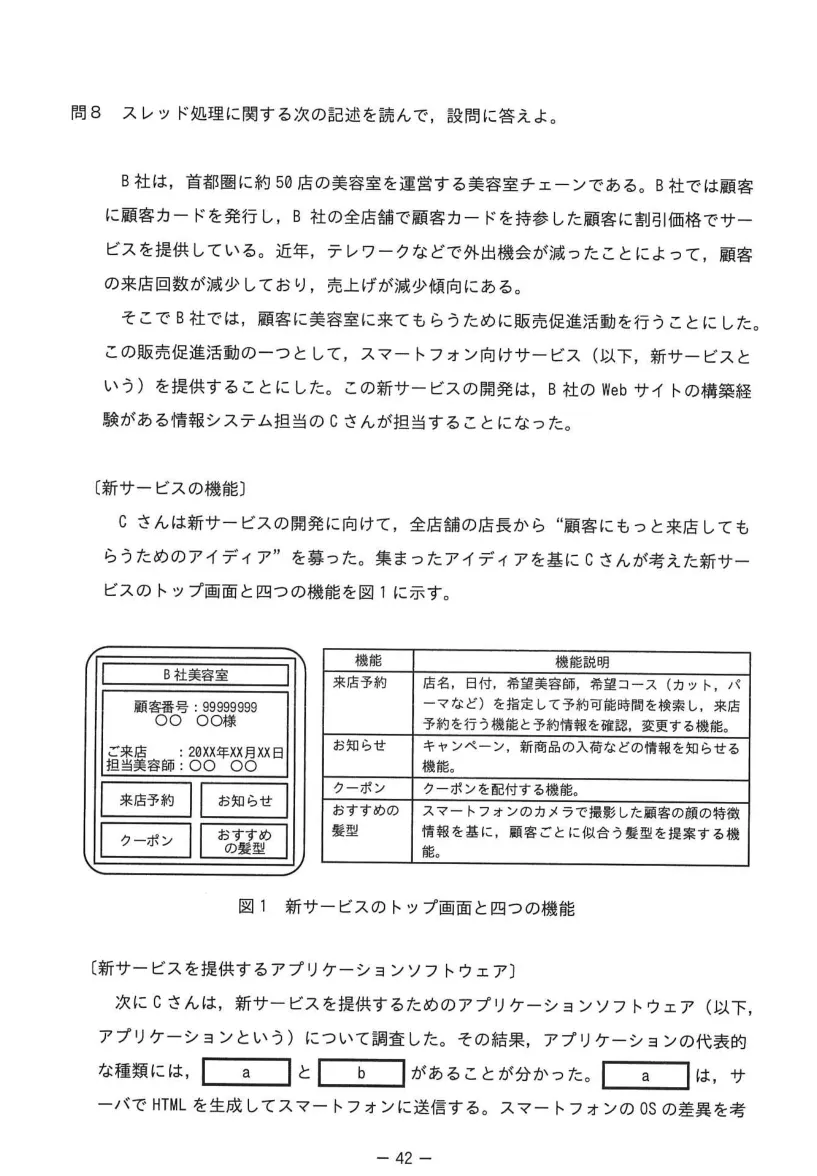 問8 スレッド処理に関する次の記述を読んで，設問に答えよ。
B社は，首都圏に約50店の美容室を運営する美容室チェーンである。B社では顧客
に顧客カードを発行し，B社の全店舗で顧客カードを持参した顧客に割引価格でサー
ビスを提供している。近年，テレワークなどで外出機会が減ったことによって，顧客
の来店回数が減少しており，売上げが減少傾向にある。
そこでB社では，顧客に美容室に来てもらうために販売促進活動を行うことにした。
この販売促進活動の一つとして，スマートフォン向けサービス（以下，新サービスと
いう）を提供することにした。この新サービスの開発は，B社のWebサイトの構築経
験がある情報システム担当のCさんが担当することになった。
〔新サービスの機能〕
Cさんは新サービスの開発に向けて，全店舗の店長から“顧客にもっと来店しても
らうためのアイディア”を募った。集まったアイディアを基にCさんが考えた新サー
ビスのトップ画面と四つの機能を図1に示す。
B社美容室
顧客番号：99999999
○○ ○○様
ご来店 ：20XX年XX月XX日
担当美容師：○○ ○○
来店予約 お知らせ
クーポン おすすめ
の髪型
機能 機能説明
来店予約 店名，日付，希望美容師，希望コース（カット，パ
ーマなど）を指定して予約可能時間を検索し，来店
予約を行う機能と予約情報を確認，変更する機能。
お知らせ キャンペーン，新商品の入荷などの情報を知らせる
機能。
クーポン クーポンを配付する機能。
おすすめの スマートフォンのカメラで撮影した顧客の顔の特徴
髪型 情報を基に，顧客ごとに似合う髪型を提案する機
能。
図1 新サービスのトップ画面と四つの機能
〔新サービスを提供するアプリケーションソフトウェア〕
次にCさんは，新サービスを提供するためのアプリケーションソフトウェア（以下，
アプリケーションという）について調査した。その結果，アプリケーションの代表的
な種類には， a と b があることが分かった。 a は，サ
ーバでHTMLを生成してスマートフォンに送信する。スマートフォンのOSの差異を考
－ 42 －